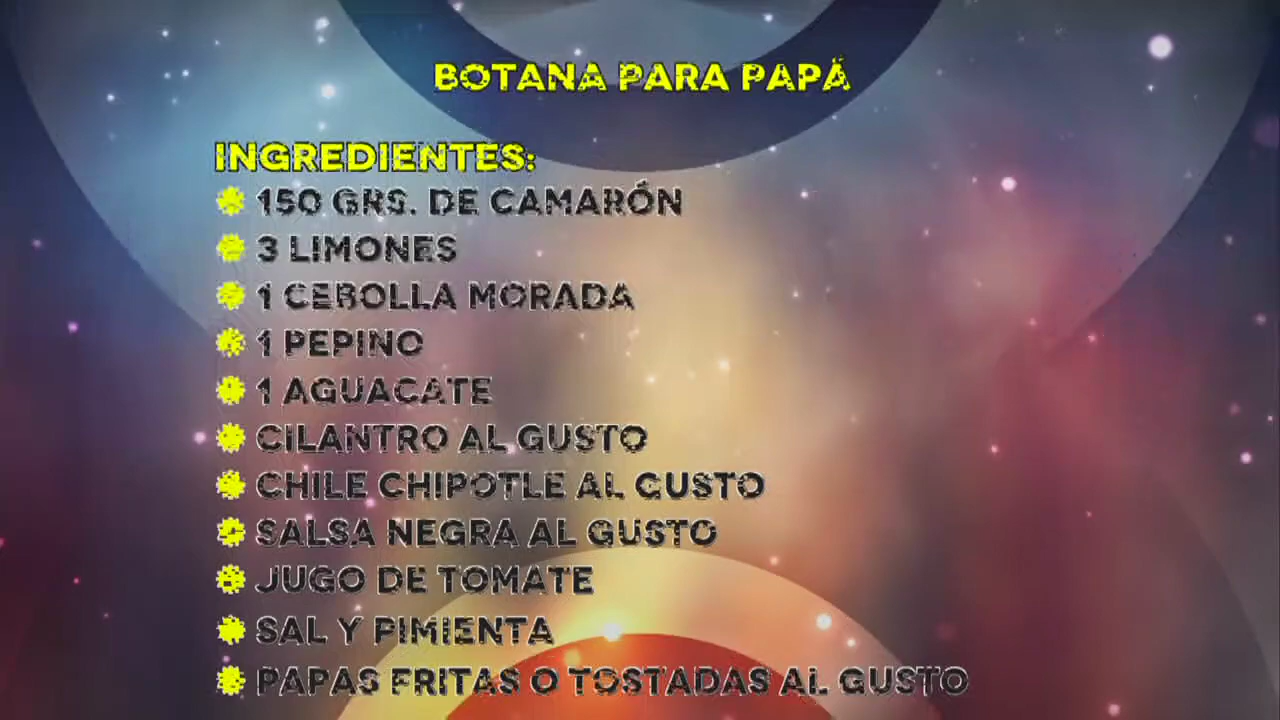 BOTANA PARA PAPÁ
INGREDIENTES:
150 GRS. DE CAMARÓN
3 LIMONES
1 CEBOLLA MORADA
1 PEPINO
1 AGUACATE
CILANTRO AL GUSTO
CHILE CHIPOTLE AL GUSTO
SALSA NEGRA AL GUSTO
JUGO DE TOMATE
SAL Y PIMIENTA
PAPAS FRITAS O TOSTADAS AL GUSTO